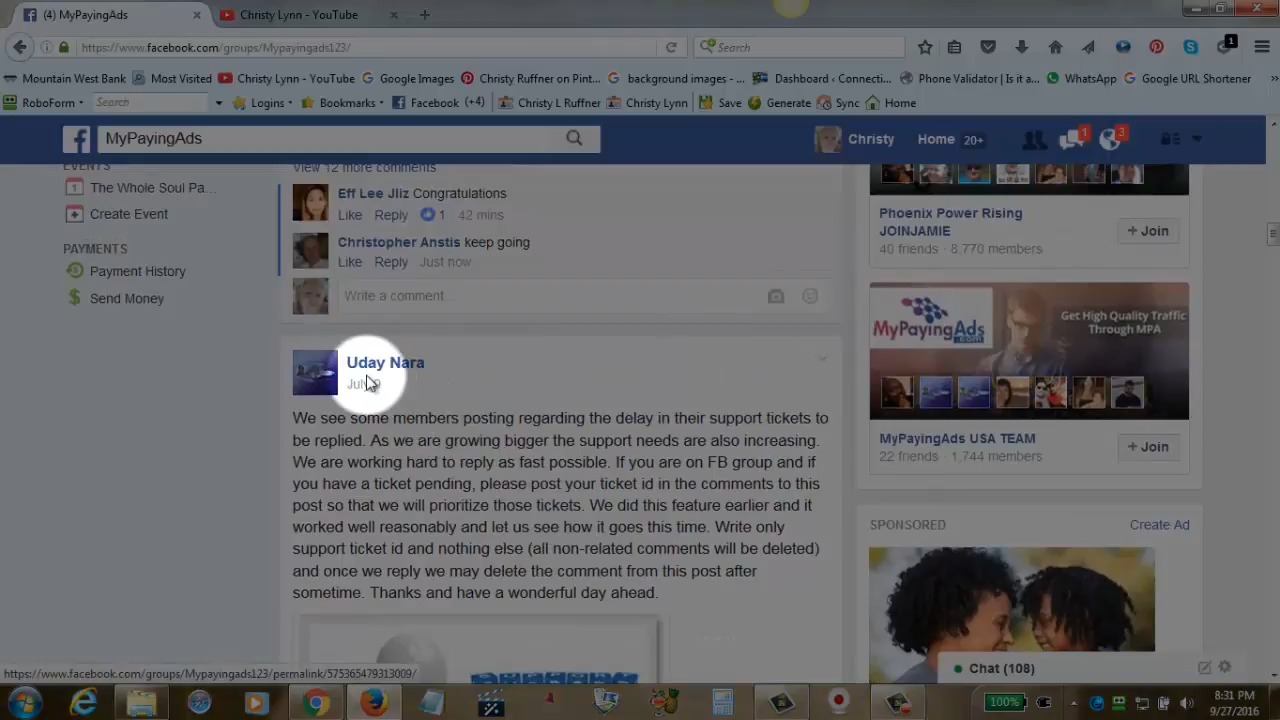 (4) MyPayingAds
Christy Lynn - YouTube
https://www.facebook.com/groups/Mypayingads123/
Search
1
Mountain West Bank
Most Visited
Christy Lynn - YouTube
Google Images
Christy Ruffner on Pint...
background images - ...
Dashboard ‹ Connecti...
Phone Validator | Is it a...
WhatsApp
Google URL Shortener
RoboForm
Search
Logins
Bookmarks
Facebook (+4)
Christy L Ruffner
Christy Lynn
Save
Generate
Sync
Home
MyPayingAds
Christy
Home 20+
1
3
EVENTS
1 The Whole Soul Pa...
Create Event
PAYMENTS
Payment History
Send Money
View 12 more comments
Eff Lee Jliz Congratulations
Like Reply 1 42 mins
Christopher Anstis keep going
Like Reply Just now
Write a comment...
Uday Nara
We see some members posting regarding the delay in their support tickets to
be replied. As we are growing bigger the support needs are also increasing.
We are working hard to reply as fast possible. If you are on FB group and if
you have a ticket pending, please post your ticket id in the comments to this
post so that we will prioritize those tickets. We did this feature earlier and it
worked well reasonably and let us see how it goes this time. Write only
support ticket id and nothing else (all non-related comments will be deleted)
and once we reply we may delete the comment from this post after
sometime. Thanks and have a wonderful day ahead.
Phoenix Power Rising
JOINJAMIE
+ Join
40 friends · 8,770 members
MyPayingAds
.com
Get High Quality Traffic
Through MPA
MyPayingAds USA TEAM
+ Join
22 friends · 1,744 members
SPONSORED
Create Ad
Chat (108)
https://www.facebook.com/groups/Mypayingads123/permalink/575365479313009/
100%
8:31 PM
9/27/2016